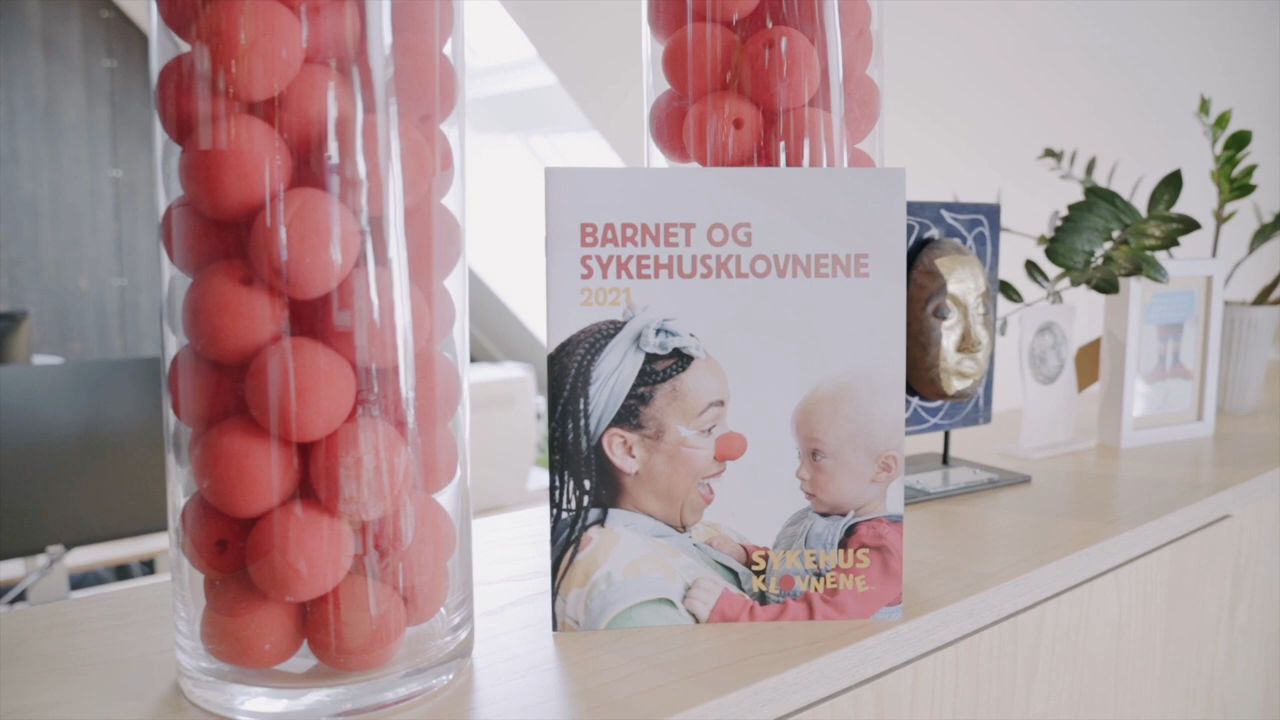 BARNET OG
SYKEHUSKLOVNENE
2021
SYKEHUS
KLOVNENE